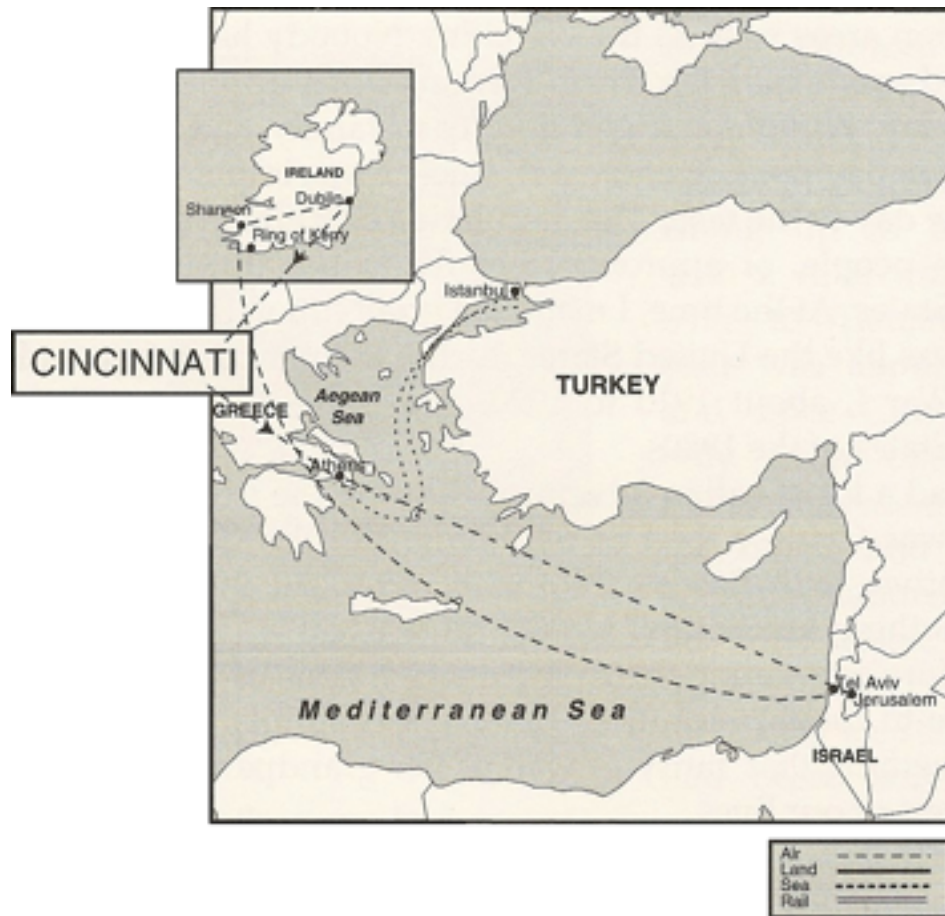 IRELAND
Dublin
Shannon
Ring of Kerry
Istanbul
CINCINNATI
TURKEY
Aegean
Sea
GREECE
Athens
Tel Aviv
Jerusalem
Mediterranean Sea
ISRAEL
Air
Land
Sea
Rail